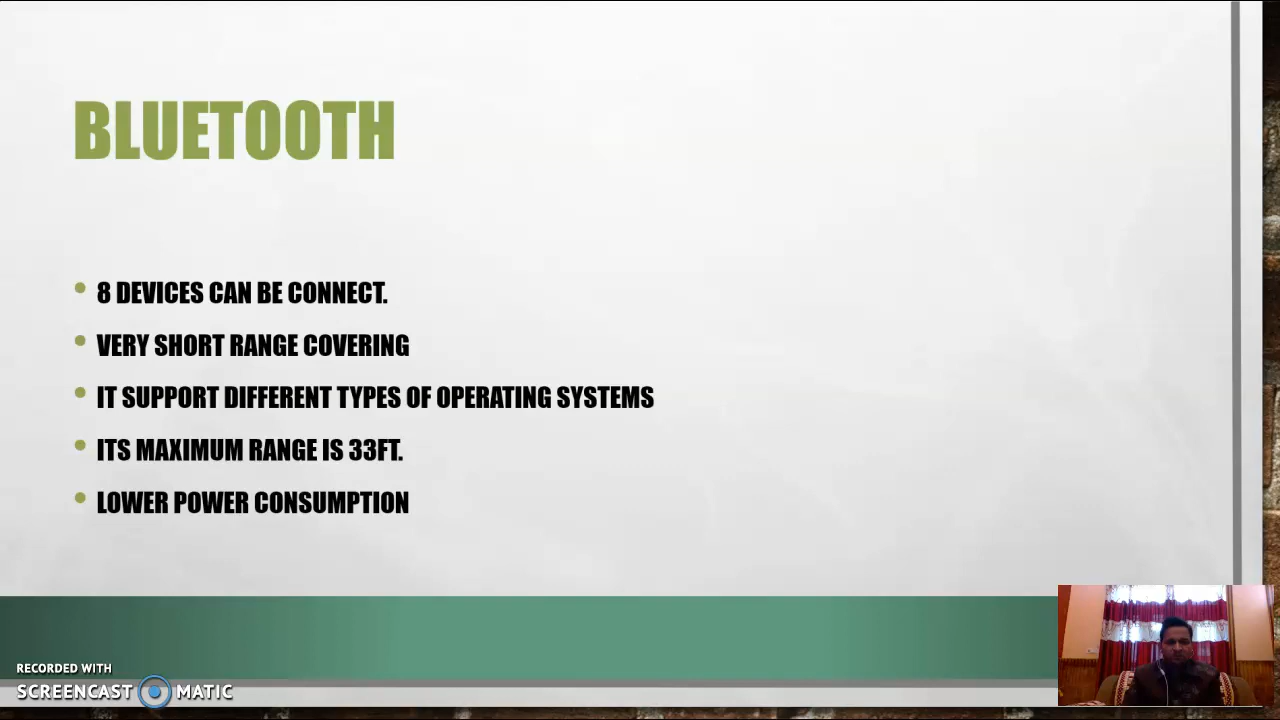 BLUETOOTH
• 8 DEVICES CAN BE CONNECT.
• VERY SHORT RANGE COVERING
• IT SUPPORT DIFFERENT TYPES OF OPERATING SYSTEMS
• ITS MAXIMUM RANGE IS 33FT.
• LOWER POWER CONSUMPTION
RECORDED WITH
SCREENCAST MATIC